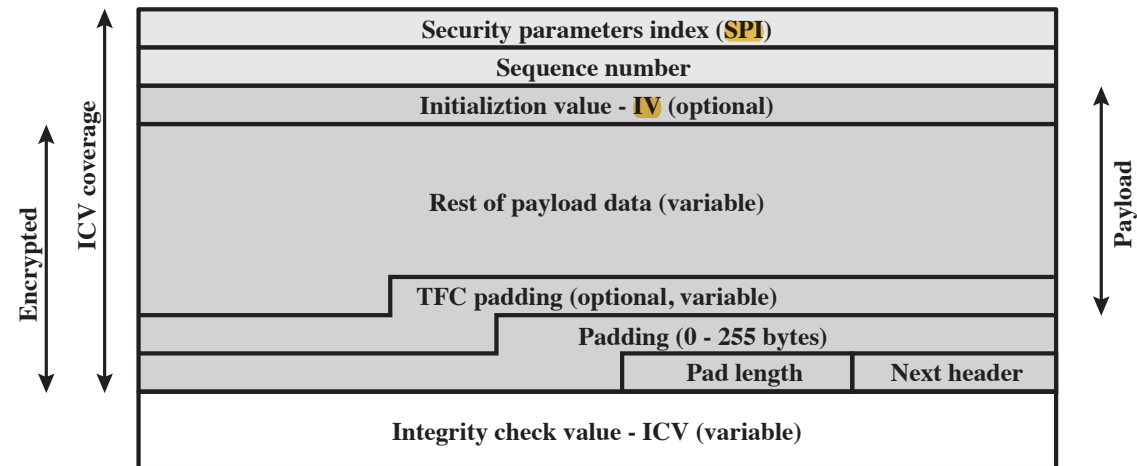 Security parameters index (SPI)
Sequence number
Initializtion value - IV (optional)
Rest of payload data (variable)
TFC padding (optional, variable)
Padding (0 - 255 bytes)
Pad length
Next header
Integrity check value - ICV (variable)
Encrypted
ICV coverage
Payload